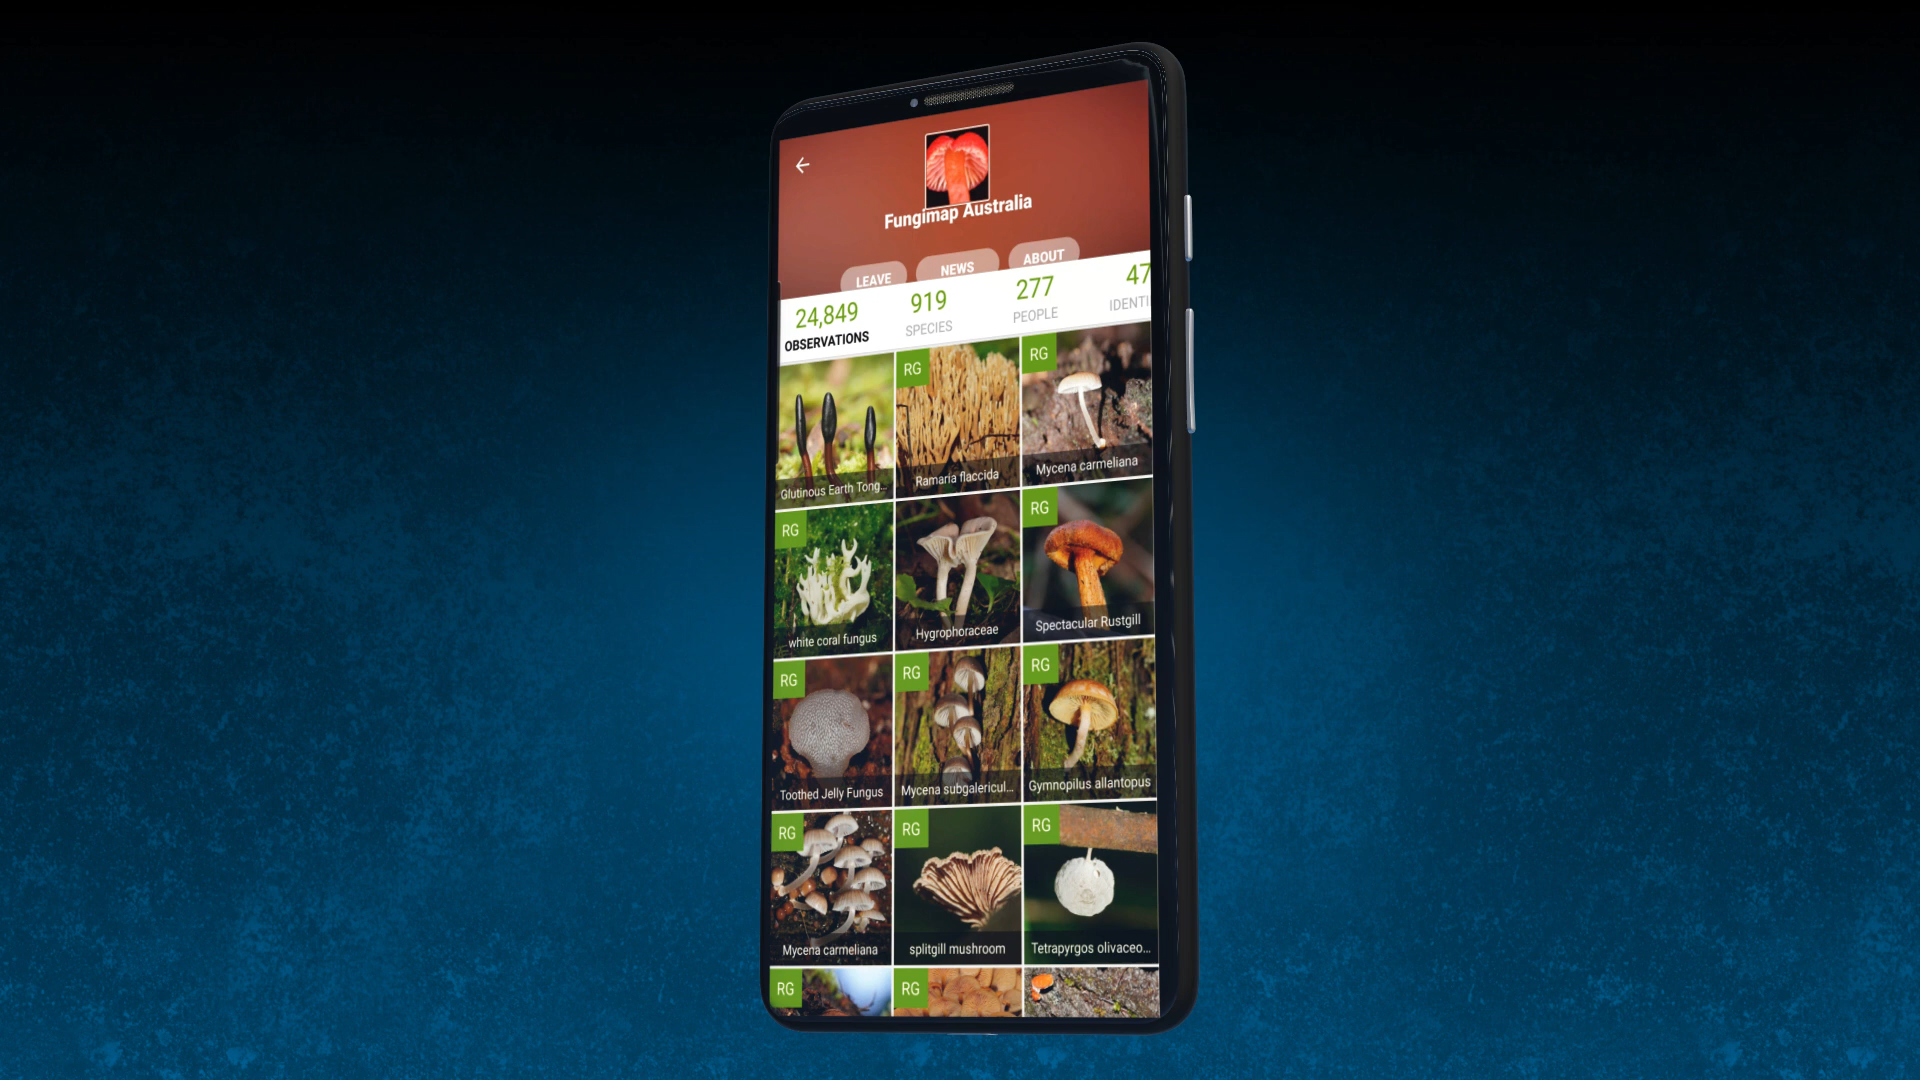 Fungimap Australia
LEAVE NEWS ABOUT
24,849 919 277 47
OBSERVATIONS SPECIES PEOPLE IDENTI
RG RG
Glutinous Earth Tong... Ramaria flaccida Mycena carmeliana
RG RG
white coral fungus Hygrophoraceae Spectacular Rustgill
RG RG RG
Toothed Jelly Fungus Mycena subgalericul... Gymnopilus allantopus
RG RG RG
Mycena carmeliana splitgill mushroom Tetrapyrgos olivaceo...
RG RG